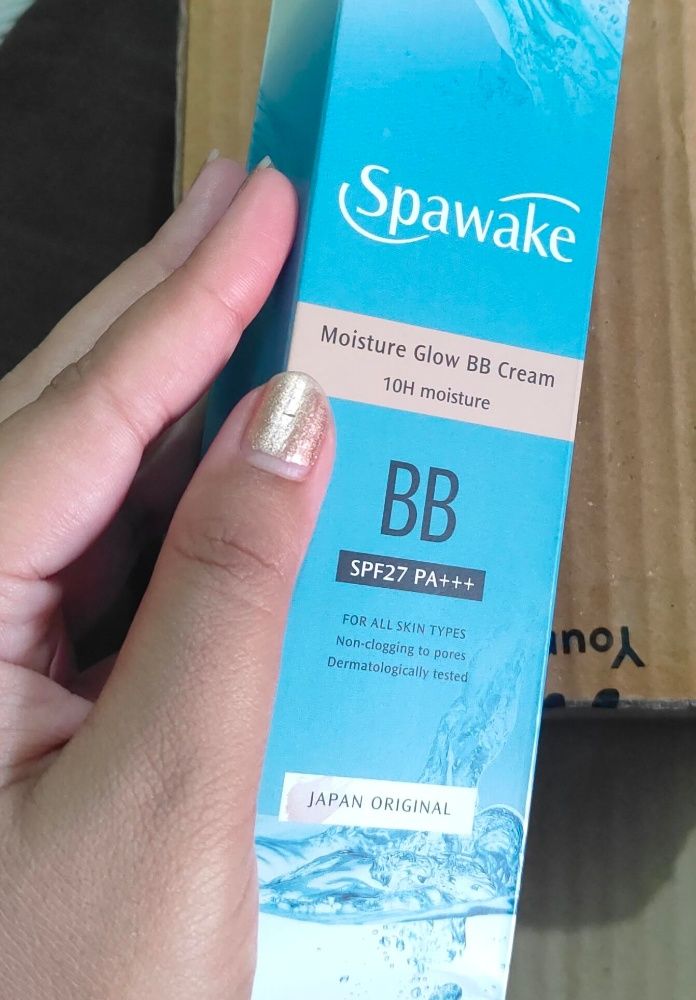 Spawake
Moisture Glow BB Cream
10H moisture
BB
SPF27 PA+++
FOR ALL SKIN TYPES
Non-clogging to pores
Dermatologically tested
JAPAN ORIGINAL
You